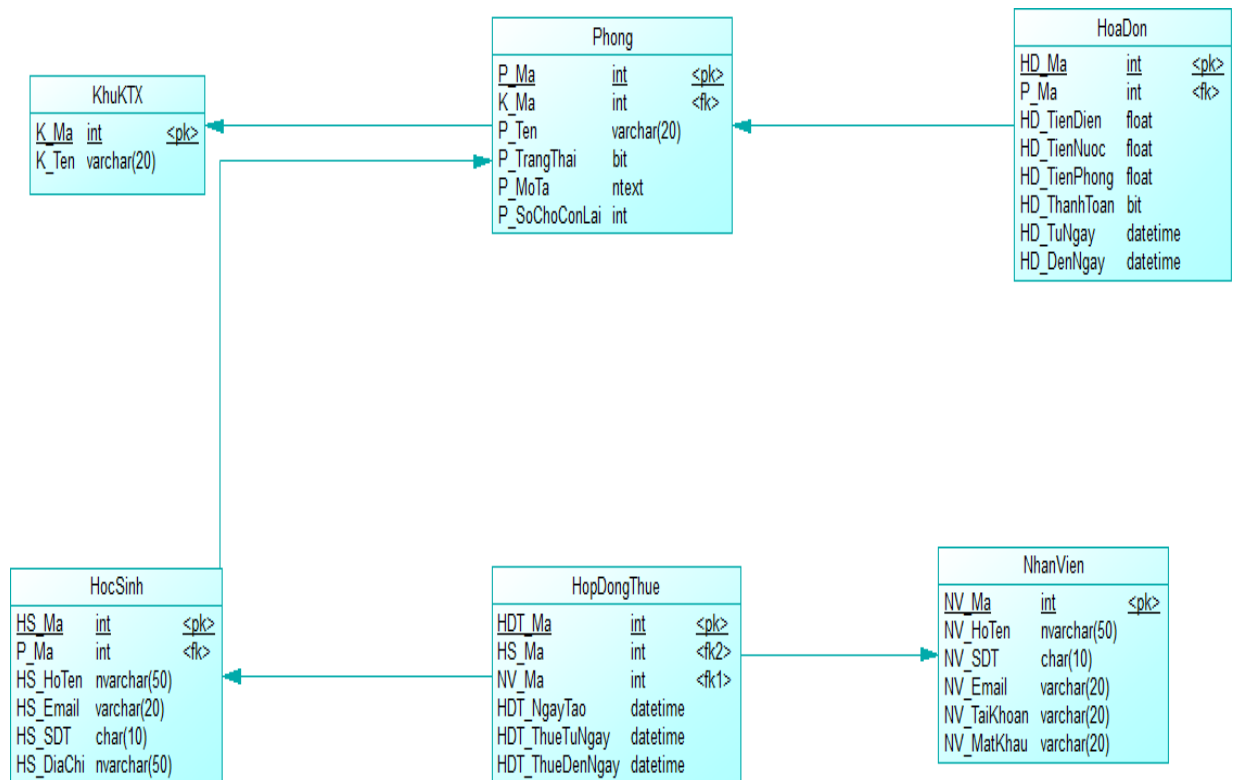 KhuKTX
K_Ma int <pk>
K_Ten varchar(20)
Phong
P_Ma int <pk>
K_Ma int <fk>
P_Ten varchar(20)
P_TrangThai bit
P_MoTa ntext
P_SoChoConLai int
HoaDon
HD_Ma int <pk>
P_Ma int <fk>
HD_TienDien float
HD_TienNuoc float
HD_TienPhong float
HD_ThanhToan bit
HD_TuNgay datetime
HD_DenNgay datetime
HocSinh
HS_Ma int <pk>
P_Ma int <fk>
HS_HoTen nvarchar(50)
HS_Email varchar(20)
HS_SDT char(10)
HS_DiaChi nvarchar(50)
HopDongThue
HDT_Ma int <pk>
HS_Ma int <fk2>
NV_Ma int <fk1>
HDT_NgayTao datetime
HDT_ThueTuNgay datetime
HDT_ThueDenNgay datetime
NhanVien
NV_Ma int <pk>
NV_HoTen nvarchar(50)
NV_SDT char(10)
NV_Email varchar(20)
NV_TaiKhoan varchar(20)
NV_MatKhau varchar(20)